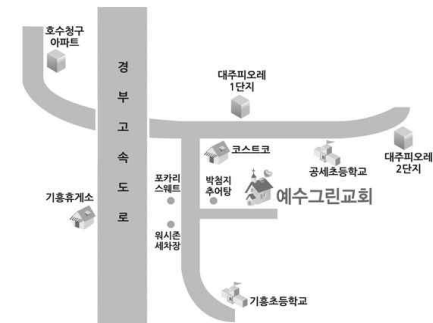 호수청구
아파트
경부고속도로
대주피오레
1단지
코스트코
공세초등학교
대주피오레
2단지
포카리
스웨트
박첨지
추어탕
예수그린교회
기흥휴게소
워시존
세차장
기흥초등학교